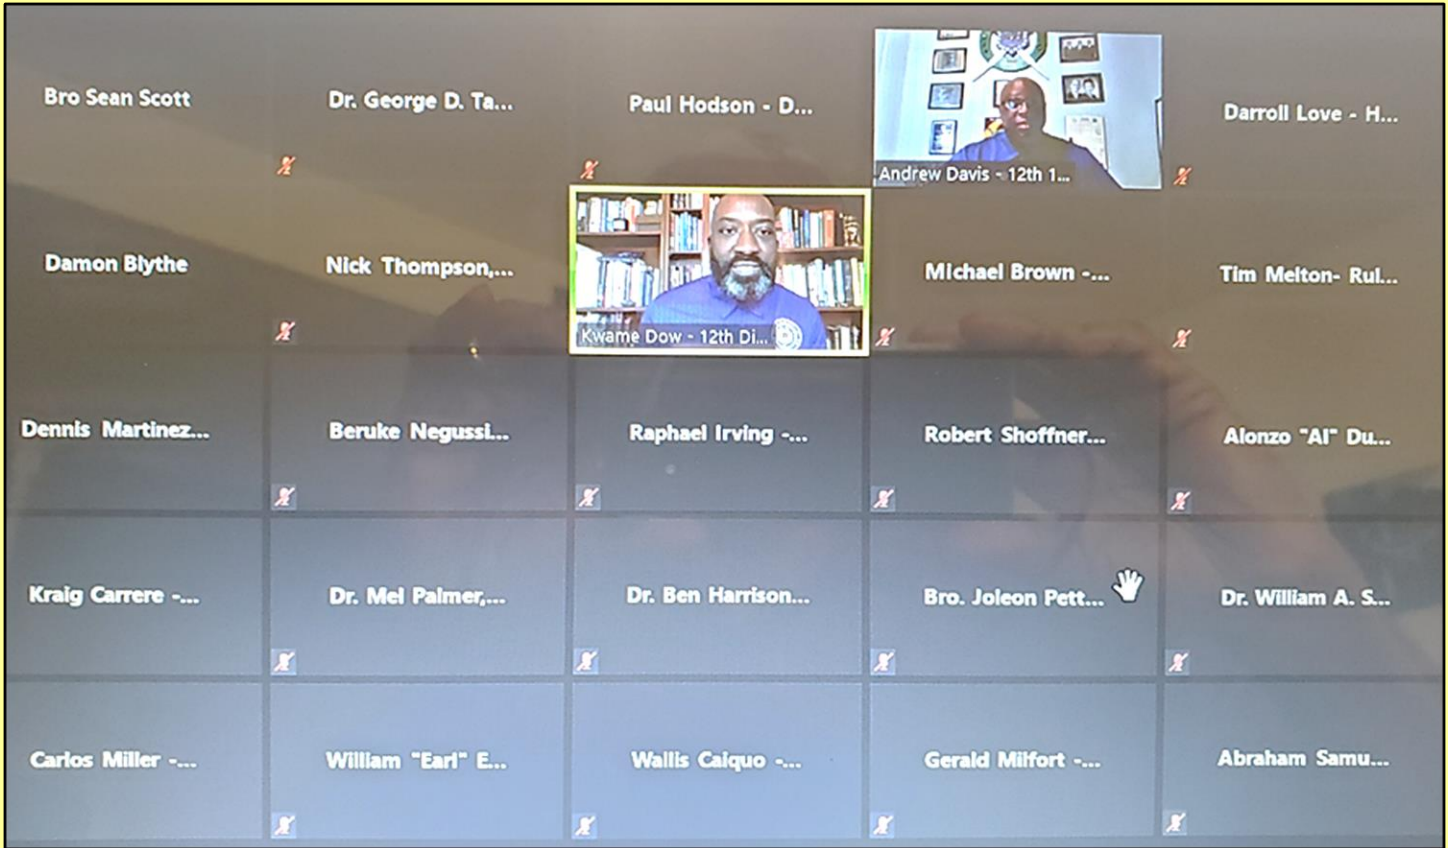 Bro Sean Scott
Dr. George D. Ta...
Paul Hodson - D...
Andrew Davis - 12th 1...
Darroll Love - H...
Damon Blythe
Nick Thompson,...
Kwame Dow - 12th Di...
Michael Brown -...
Tim Melton- Rul...
Dennis Martinez...
Beruke Negussi...
Raphael Irving -...
Robert Shoffner...
Alonzo "Al" Du...
Kraig Carrere -...
Dr. Mel Palmer,...
Dr. Ben Harrison...
Bro. Joleon Pett...
Dr. William A. S...
Carlos Miller -...
William "Earl" E...
Wallis Caiquo -...
Gerald Milfort -...
Abraham Samu...